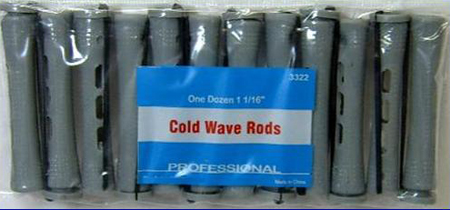 3322
One Dozen 1 1/16"
Cold Wave Rods
PROFESSIONAL
Made in China